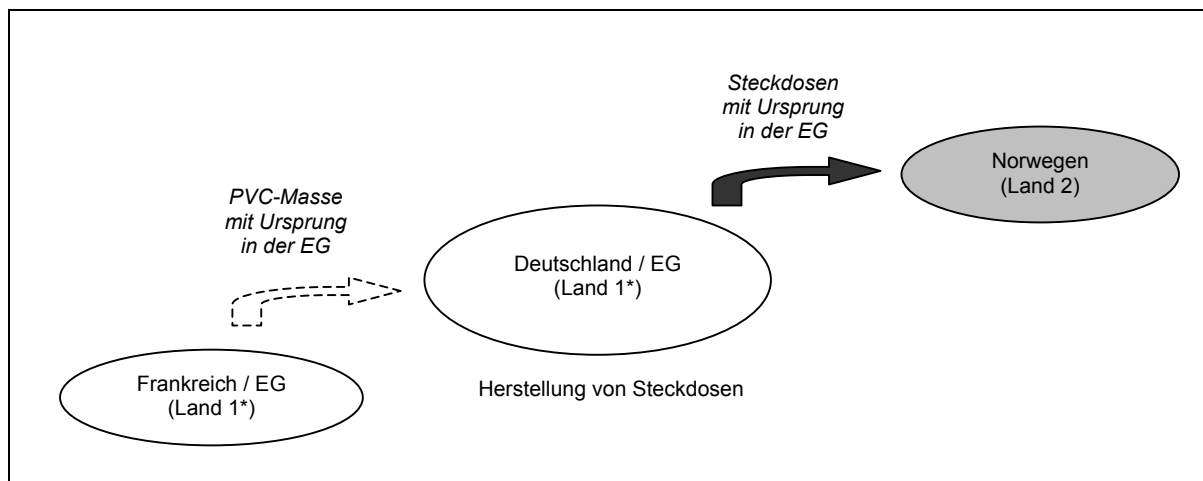 Steckdosen
mit Ursprung
in der EG
Norwegen
(Land 2)
PVC-Masse
mit Ursprung
in der EG
Deutschland / EG
(Land 1*)
Frankreich / EG
(Land 1*)
Herstellung von Steckdosen